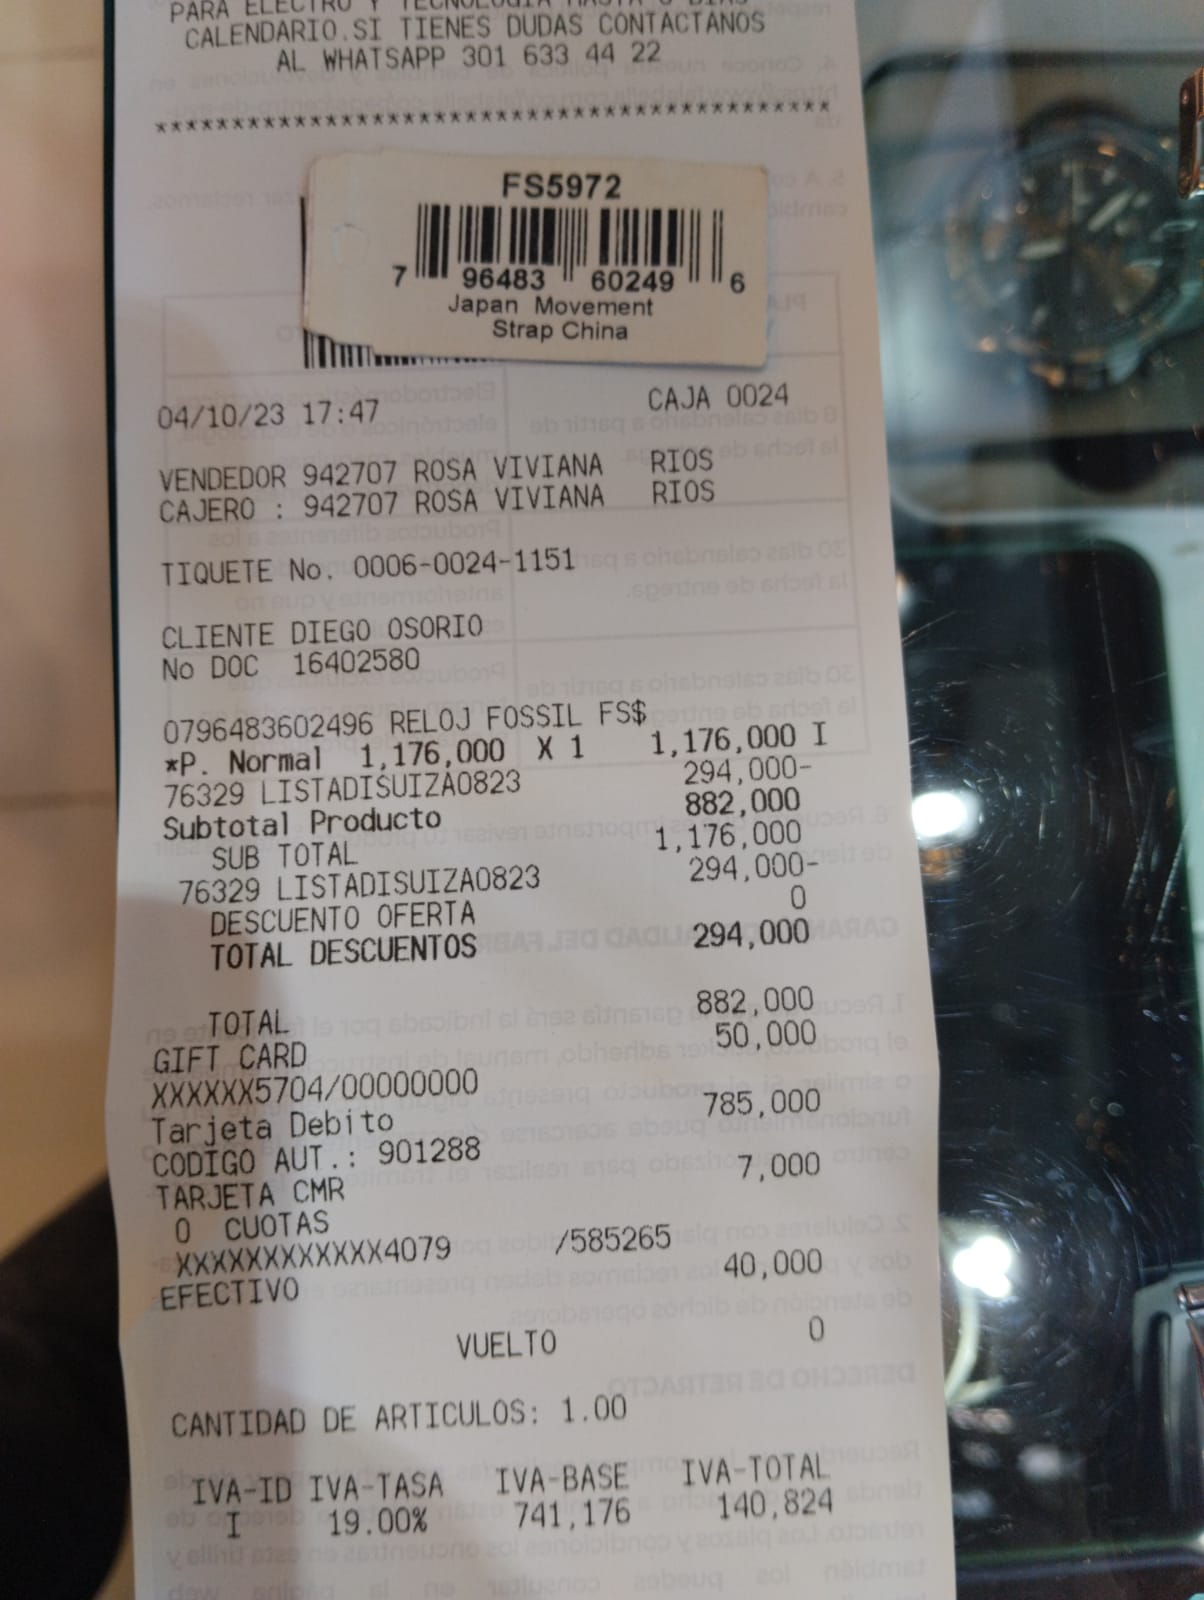 PARA ELECTRO Y TECNOLOGIA HASTA 8 DIAS
CALENDARIO.SI TIENES DUDAS CONTACTANOS
AL WHATSAPP 301 633 44 22
********************************************
FS5972
7 96483 60249 6
Japan Movement
Strap China
04/10/23 17:47 CAJA 0024
VENDEDOR 942707 ROSA VIVIANA RIOS
CAJERO : 942707 ROSA VIVIANA RIOS
TIQUETE No. 0006-0024-1151
CLIENTE DIEGO OSORIO
No DOC 16402580
0796483602496 RELOJ FOSSIL FS$
*P. Normal 1,176,000 X 1 1,176,000 I
76329 LISTADISUIZA0823 294,000-
Subtotal Producto 882,000
SUB TOTAL 1,176,000
76329 LISTADISUIZA0823 294,000-
DESCUENTO OFERTA 0
TOTAL DESCUENTOS 294,000
TOTAL 882,000
GIFT CARD 50,000
XXXXXX5704/00000000
Tarjeta Debito 785,000
CODIGO AUT.: 901288
TARJETA CMR 7,000
0 CUOTAS
XXXXXXXXXXXX4079 /585265
EFECTIVO 40,000
VUELTO 0
CANTIDAD DE ARTICULOS: 1.00
IVA-ID IVA-TASA IVA-BASE IVA-TOTAL
I 19.00% 741,176 140,824